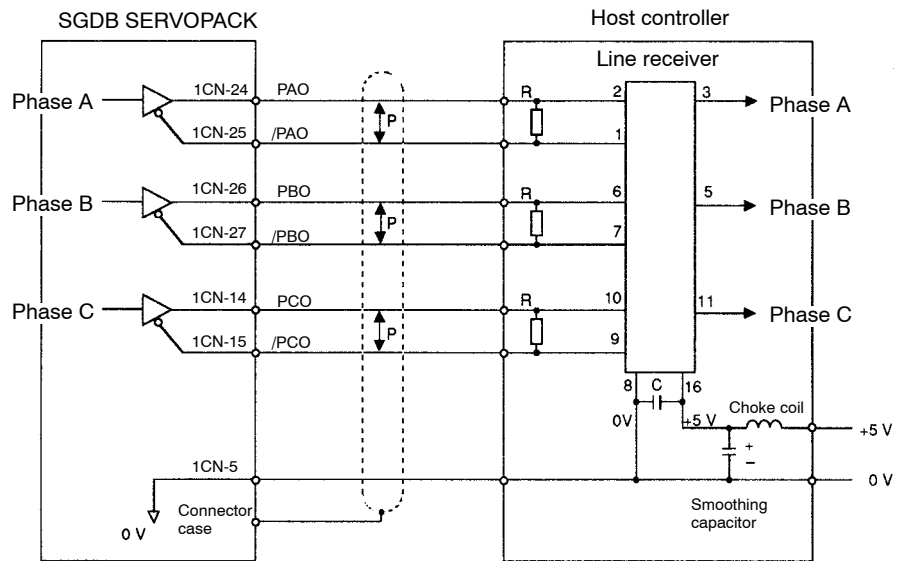 SGDB SERVOPACK
Host controller
Line receiver
Phase A
1CN-24
PAO
R
2
3
Phase A
P
1CN-25
/PAO
1
Phase B
1CN-26
PBO
R
6
5
Phase B
P
1CN-27
/PBO
7
Phase C
1CN-14
PCO
R
10
11
Phase C
P
1CN-15
/PCO
9
8
C
16
0V
+5 V
Choke coil
+5 V
+
−
1CN-5
0 V
0 V
Connector
case
Smoothing
capacitor